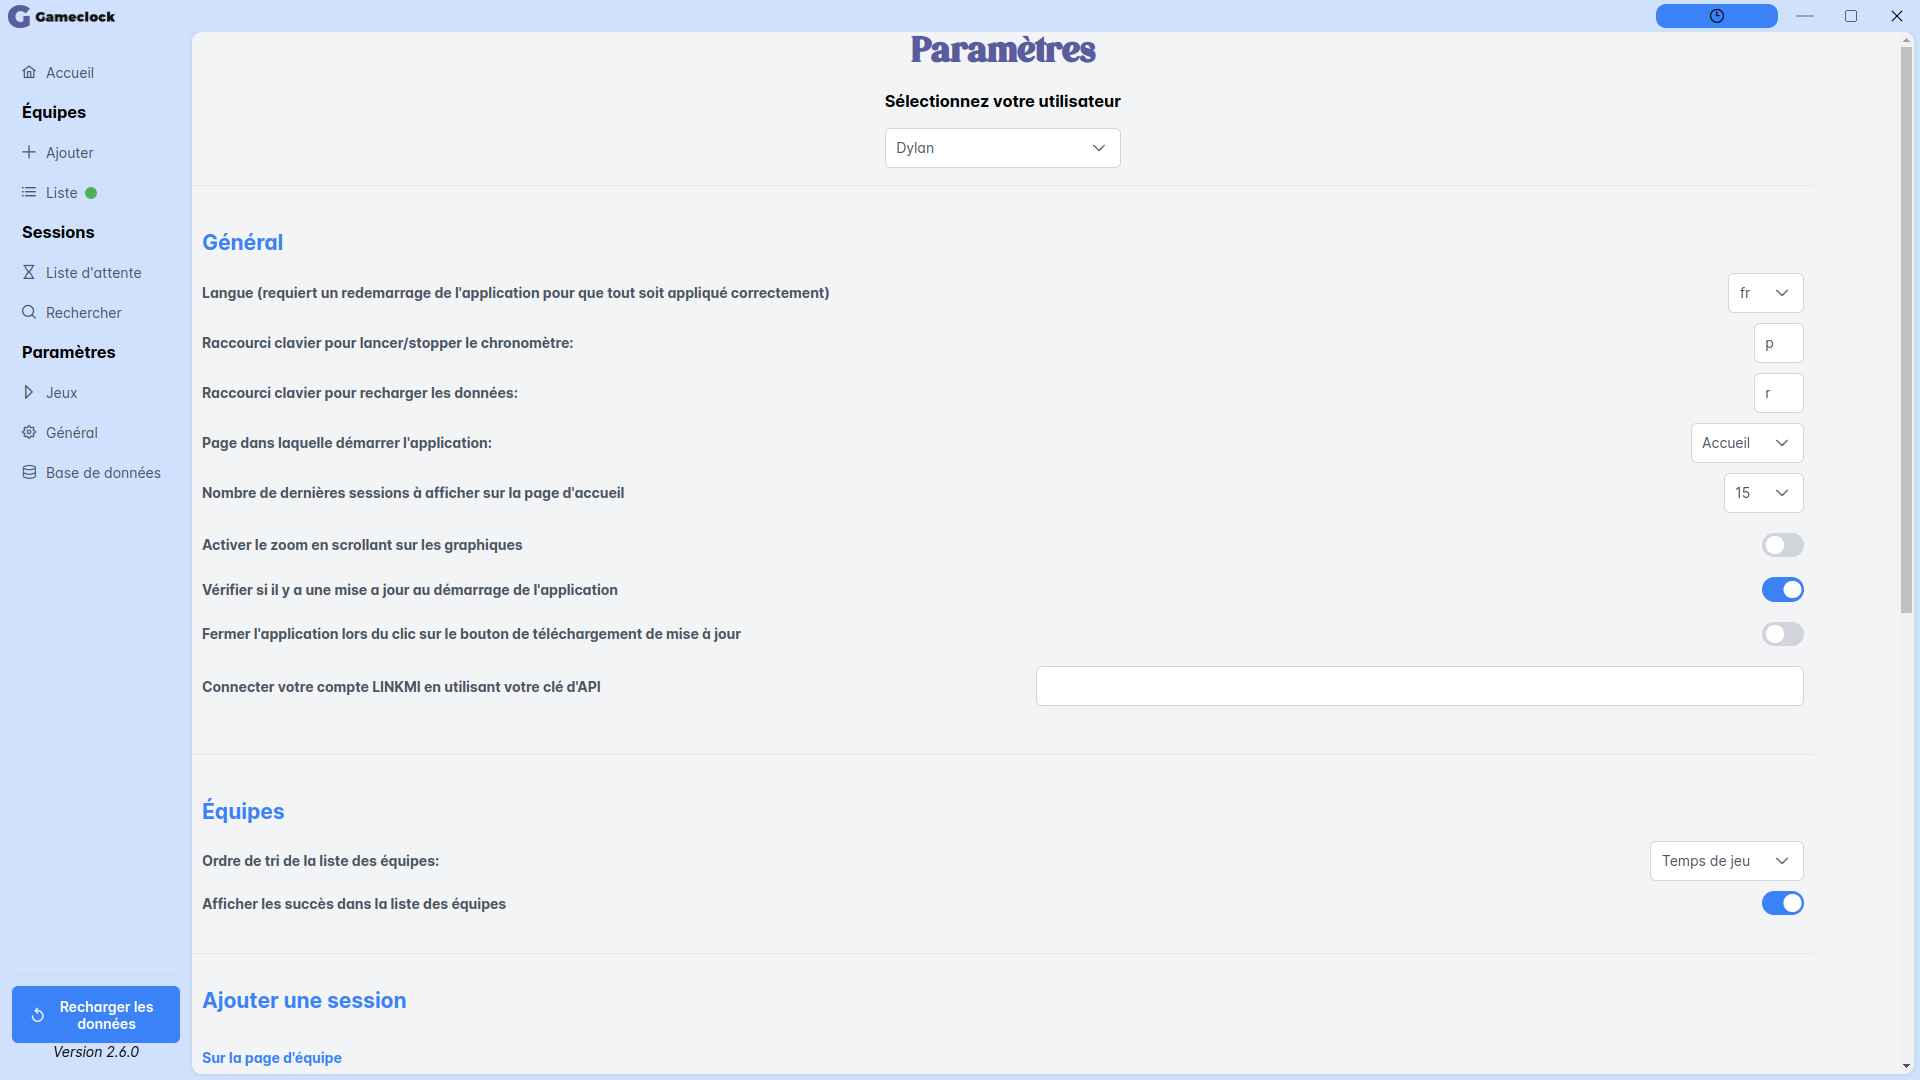 Gameclock
Accueil
Équipes
Ajouter
Liste
Sessions
Liste d'attente
Rechercher
Paramètres
Jeux
Général
Base de données
Recharger les
données
Version 2.6.0
Paramètres
Sélectionnez votre utilisateur
Dylan
Général
Langue (requiert un redemarrage de l'application pour que tout soit appliqué correctement)
fr
Raccourci clavier pour lancer/stopper le chronomètre:
p
Raccourci clavier pour recharger les données:
r
Page dans laquelle démarrer l'application:
Accueil
Nombre de dernières sessions à afficher sur la page d'accueil
15
Activer le zoom en scrollant sur les graphiques
Vérifier si il y a une mise a jour au démarrage de l'application
Fermer l'application lors du clic sur le bouton de téléchargement de mise à jour
Connecter votre compte LINKMI en utilisant votre clé d'API
Équipes
Ordre de tri de la liste des équipes:
Temps de jeu
Afficher les succès dans la liste des équipes
Ajouter une session
Sur la page d'équipe